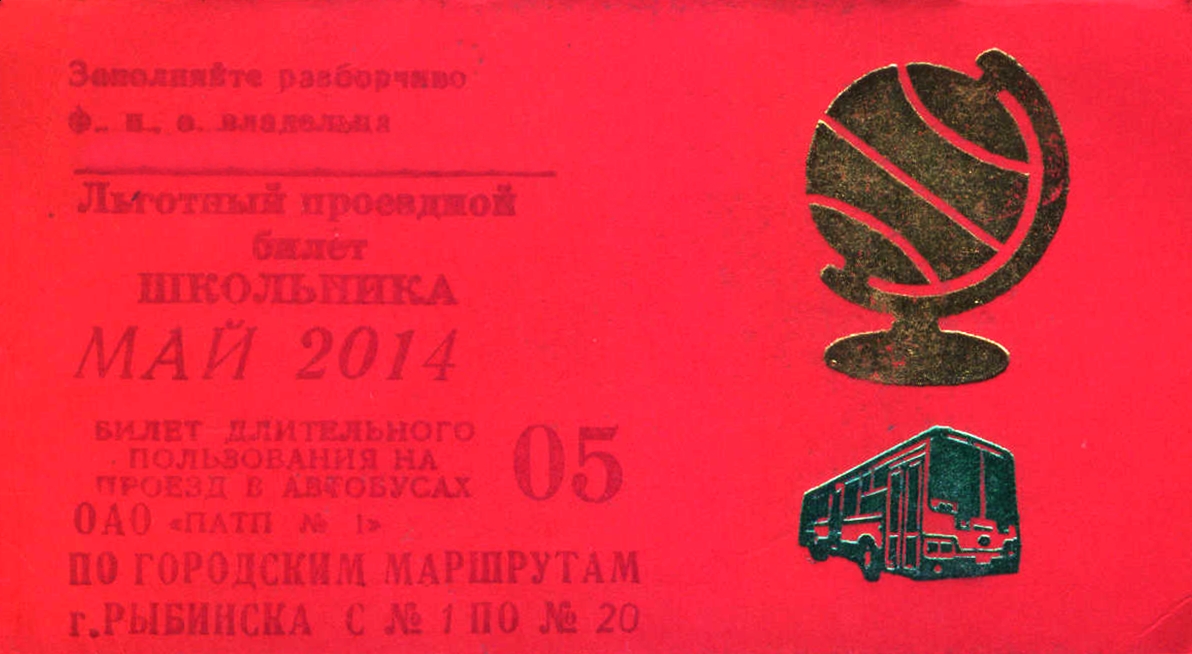 Заполняйте разборчиво
Ф. и. о. владельца
Льготный проездной
билет
ШКОЛЬНИКА
МАЙ 2014
БИЛЕТ ДЛИТЕЛЬНОГО
ПОЛЬЗОВАНИЯ НА
ПРОЕЗД В АВТОБУСАХ
05
ОАО «ПАТП № 1»
ПО ГОРОДСКИМ МАРШРУТАМ
г.РЫБИНСКА С № 1 ПО № 20